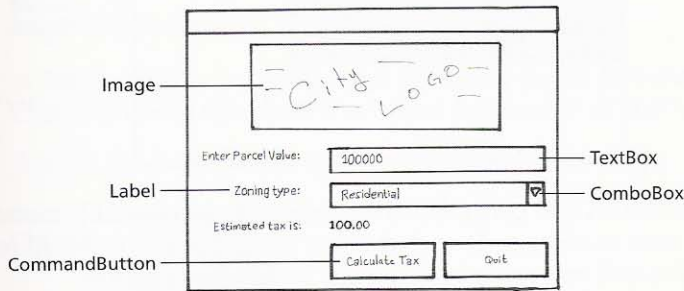 City
Image
LOGO
Enter Parcel Value: 100000 TextBox
Label Zoning type: Residential ComboBox
Estimated tax is: 100.00
CommandButton Calculate Tax Quit